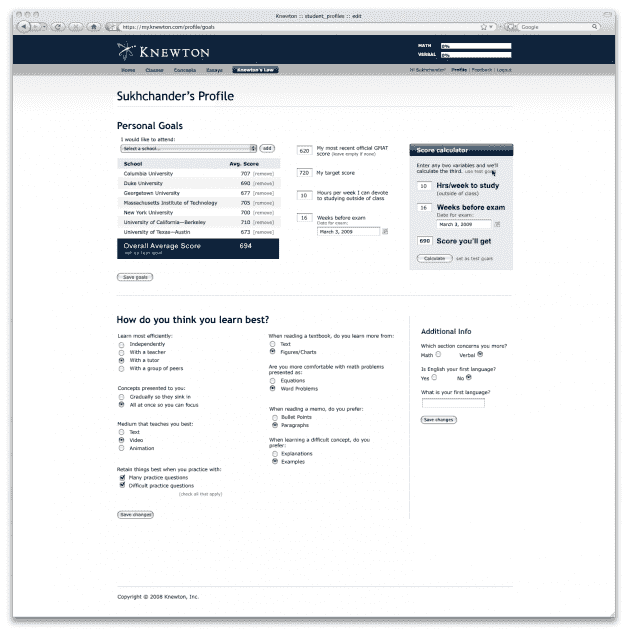 Knewton :: student_profiles :: edit
https://my.knewton.com/profile/goals
Google
KNEWTON
MATH 0%
VERBAL 0%
Home Classes Concepts Essays Knewton's Law
Hi Sukhchander! Profile | Feedback | Logout
Sukhchander's Profile
Personal Goals
I would like to attend:
Select a school... add
School Avg. Score
Columbia University 707 [remove]
Duke University 690 [remove]
Georgetown University 677 [remove]
Massachusetts Institute of Technology 705 [remove]
New York University 700 [remove]
University of California—Berkeley 710 [remove]
University of Texas—Austin 673 [remove]
Overall Average Score 694
Save goals
620 My most recent official GMAT
score (leave empty if none)
720 My target score
10 Hours per week I can devote
to studying outside of class
16 Weeks before exam
Date for exam:
March 3, 2009
Score calculator
Enter any two variables and we'll
calculate the third. use test goals
10 Hrs/week to study
(outside of class)
16 Weeks before exam
Date for exam:
March 3, 2009
690 Score you'll get
Calculate set as test goals
How do you think you learn best?
Learn most efficiently:
Independently
With a teacher
With a tutor
With a group of peers
Concepts presented to you:
Gradually so they sink in
All at once so you can focus
Medium that teaches you best:
Text
Video
Animation
Retain things best when you practice with:
Many practice questions
Difficult practice questions
(check all that apply)
Save changes
When reading a textbook, do you learn more from:
Text
Figures/Charts
Are you more comfortable with math problems
presented as:
Equations
Word Problems
When reading a memo, do you prefer:
Bullet Points
Paragraphs
When learning a difficult concept, do you
prefer:
Explanations
Examples
Additional Info
Which section concerns you more?
Math Verbal
Is English your first language?
Yes No
What is your first language?
Save changes
Copyright © 2008 Knewton, Inc.